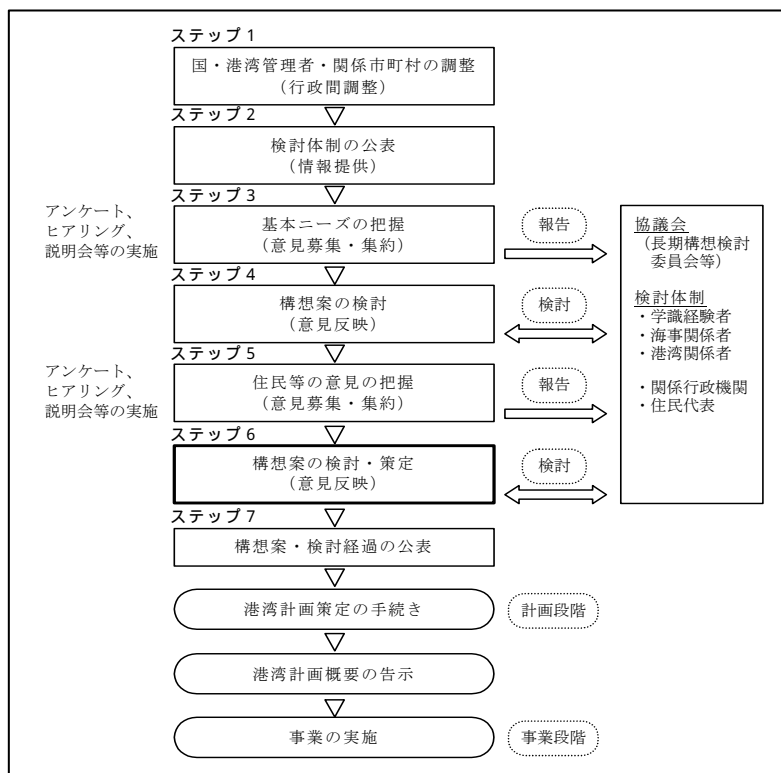 ステップ1
国・港湾管理者・関係市町村の調整
（行政間調整）
ステップ2
検討体制の公表
（情報提供）
ステップ3
アンケート、
ヒアリング、
説明会等の実施
基本ニーズの把握
（意見募集・集約）
報告
協議会
（長期構想検討
委員会等）
検討体制
・学識経験者
・海事関係者
・港湾関係者
・関係行政機関
・住民代表
ステップ4
構想案の検討
（意見反映）
検討
ステップ5
アンケート、
ヒアリング、
説明会等の実施
住民等の意見の把握
（意見募集・集約）
報告
ステップ6
構想案の検討・策定
（意見反映）
検討
ステップ7
構想案・検討経過の公表
港湾計画策定の手続き
計画段階
港湾計画概要の告示
事業の実施
事業段階